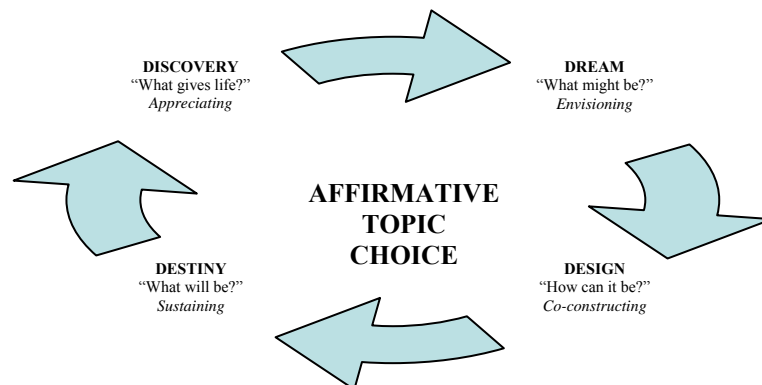 DISCOVERY
“What gives life?”
Appreciating
DREAM
“What might be?”
Envisioning
AFFIRMATIVE
TOPIC
CHOICE
DESTINY
“What will be?”
Sustaining
DESIGN
“How can it be?”
Co-constructing